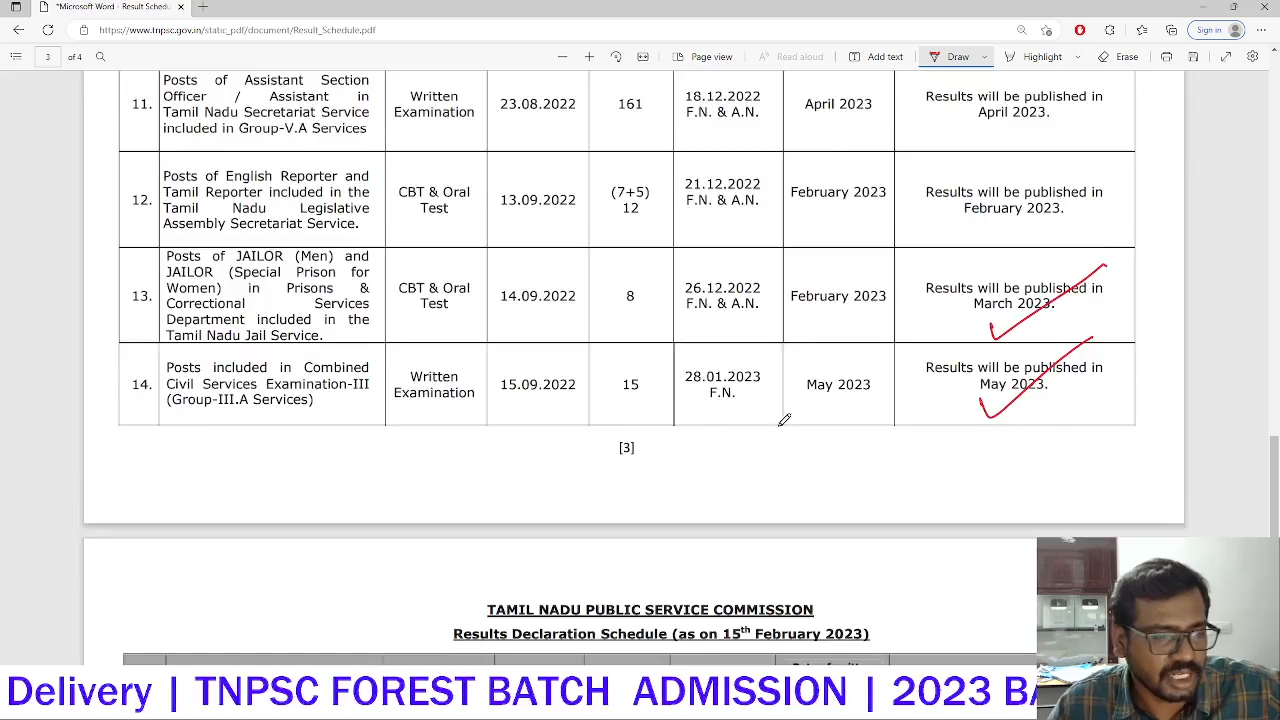 *Microsoft Word - Result Schedu
https://www.tnpsc.gov.in/static_pdf/document/Result_Schedule.pdf
Sign in
3 of 4
Page view
Read aloud
Add text
Draw
Highlight
Erase
11.
Posts of Assistant Section
Officer / Assistant in
Tamil Nadu Secretariat Service
included in Group-V.A Services
Written
Examination
23.08.2022
161
18.12.2022
F.N. & A.N.
April 2023
Results will be published in
April 2023.
12.
Posts of English Reporter and
Tamil Reporter included in the
Tamil Nadu Legislative
Assembly Secretariat Service.
CBT & Oral
Test
13.09.2022
(7+5)
12
21.12.2022
F.N. & A.N.
February 2023
Results will be published in
February 2023.
13.
Posts of JAILOR (Men) and
JAILOR (Special Prison for
Women) in Prisons &
Correctional Services
Department included in the
Tamil Nadu Jail Service.
CBT & Oral
Test
14.09.2022
8
26.12.2022
F.N. & A.N.
February 2023
Results will be published in
March 2023.
14.
Posts included in Combined
Civil Services Examination-III
(Group-III.A Services)
Written
Examination
15.09.2022
15
28.01.2023
F.N.
May 2023
Results will be published in
May 2023.
[3]
TAMIL NADU PUBLIC SERVICE COMMISSION
Results Declaration Schedule (as on 15th February 2023)
Delivery | TNPSC FOREST BATCH ADMISSION | 2023 BA